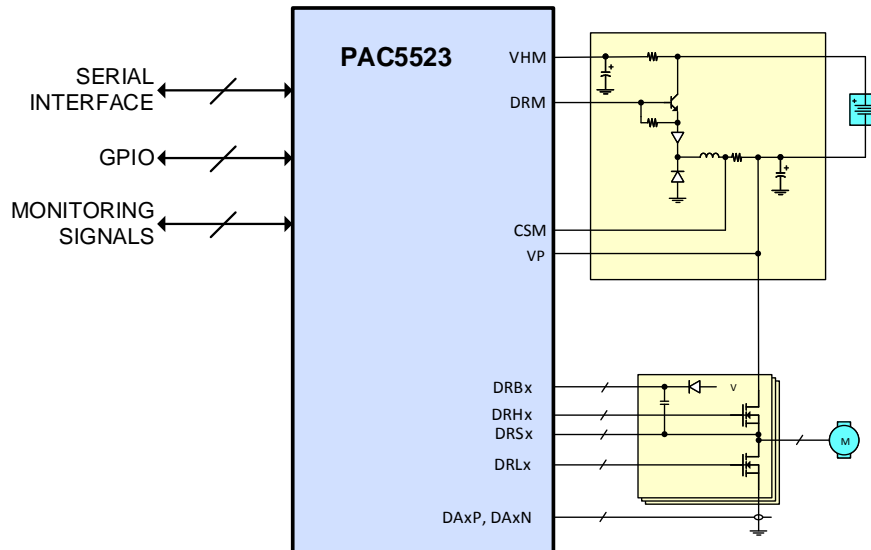 PAC5523
SERIAL
INTERFACE
GPIO
MONITORING
SIGNALS
VHM
DRM
CSM
VP
DRBx
DRHx
DRSx
DRLx
DAxP, DAxN
+
+
+
V
M